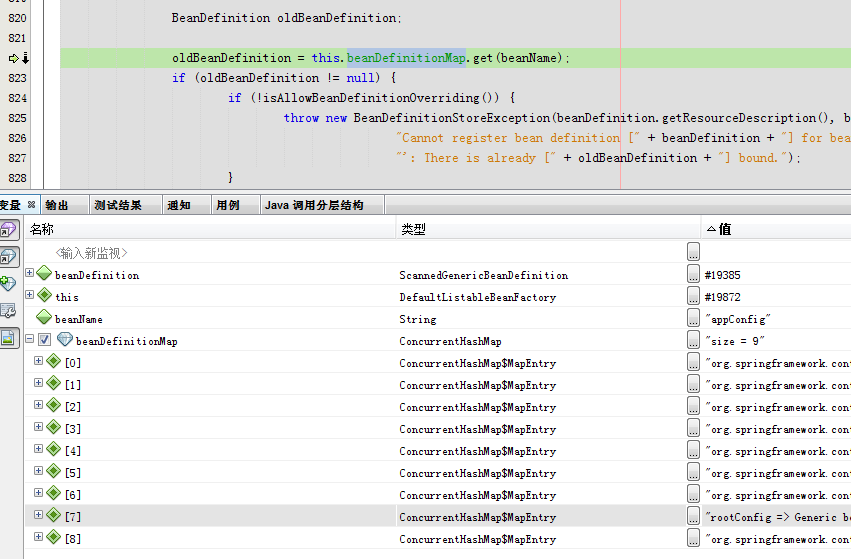 820 BeanDefinition oldBeanDefinition;
821
oldBeanDefinition = this.beanDefinitionMap.get(beanName);
823 if (oldBeanDefinition != null) {
824 if (!isAllowBeanDefinitionOverriding()) {
825 throw new BeanDefinitionStoreException(beanDefinition.getResourceDescription(), b
826 "Cannot register bean definition [" + beanDefinition + "] for bea
827 "': There is already [" + oldBeanDefinition + "] bound.");
828 }
变量 输出 测试结果 通知 用例 Java 调用分层结构
名称 类型 值
<输入新监视> ...
beanDefinition ScannedGenericBeanDefinition ... #19385
this DefaultListableBeanFactory ... #19872
beanName String ... "appConfig"
beanDefinitionMap ConcurrentHashMap ... "size = 9"
[0] ConcurrentHashMap$MapEntry ... "org.springframework.con
[1] ConcurrentHashMap$MapEntry ... "org.springframework.con
[2] ConcurrentHashMap$MapEntry ... "org.springframework.con
[3] ConcurrentHashMap$MapEntry ... "org.springframework.con
[4] ConcurrentHashMap$MapEntry ... "org.springframework.con
[5] ConcurrentHashMap$MapEntry ... "org.springframework.con
[6] ConcurrentHashMap$MapEntry ... "org.springframework.con
[7] ConcurrentHashMap$MapEntry ... "rootConfig => Generic be
[8] ConcurrentHashMap$MapEntry ... "org.springframework.con